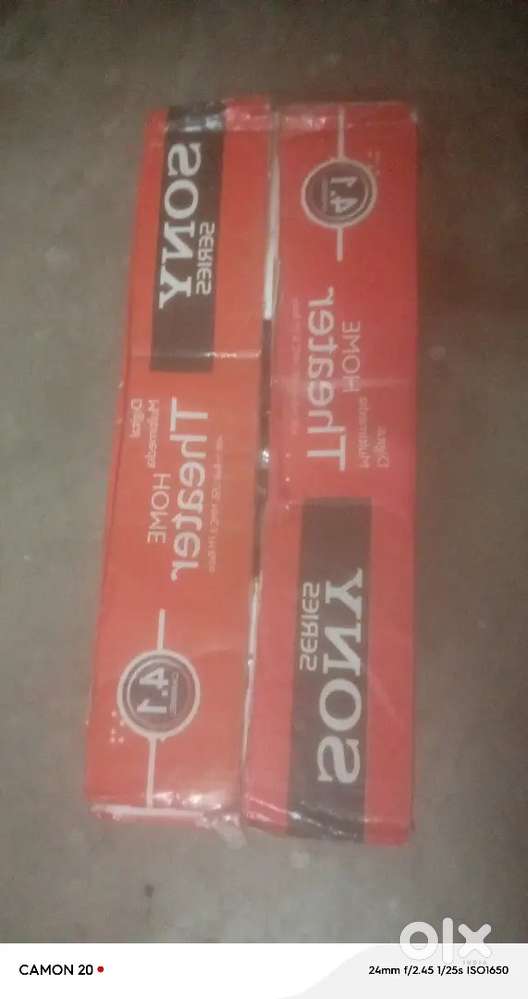 SONY
SERIES
Digital
Multimedia
HOME
Theater
4.1
4.1
Digital
Multimedia
HOME
Theater
SONY
SERIES
CAMON 20
24mm f/2.45 1/25s ISO1650
olx
INDIA